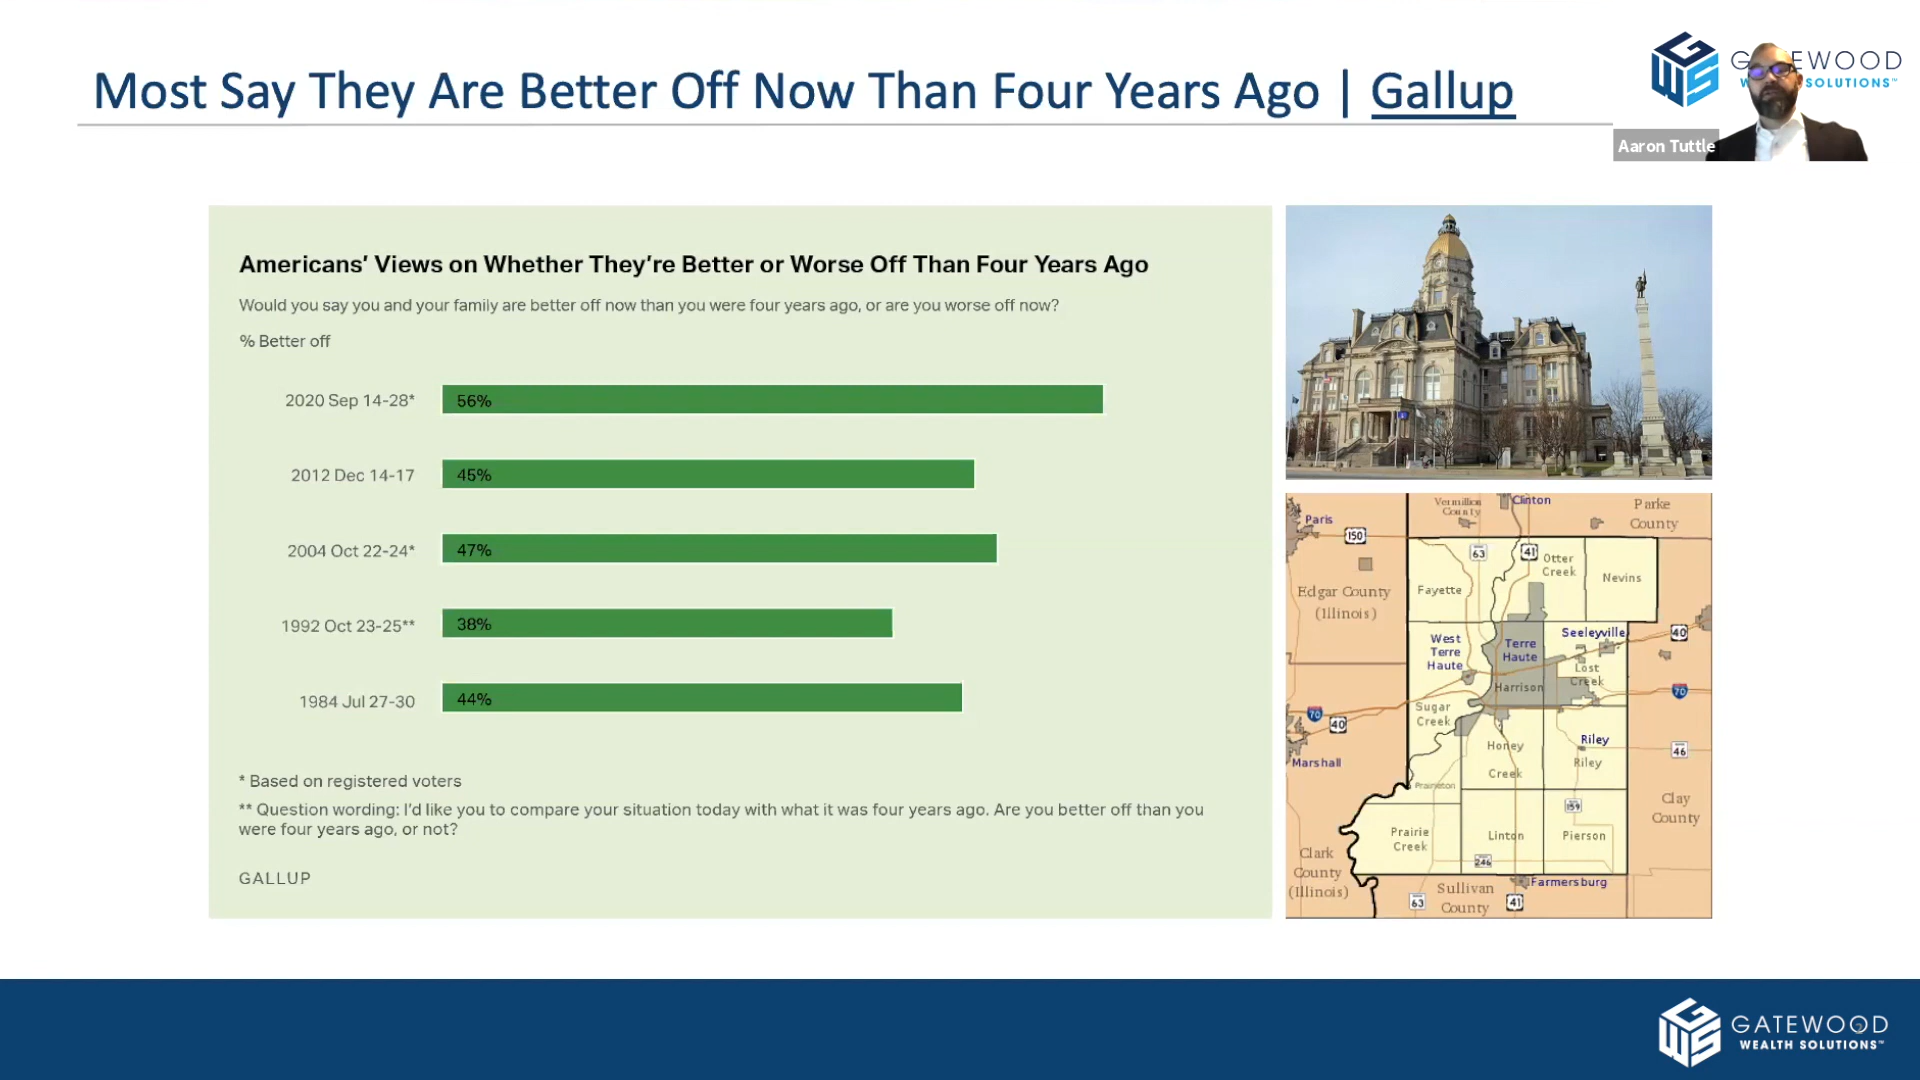 Most Say They Are Better Off Now Than Four Years Ago | Gallup
GATEWOOD
SOLUTIONS™
Aaron Tuttle
Americans’ Views on Whether They’re Better or Worse Off Than Four Years Ago
Would you say you and your family are better off now than you were four years ago, or are you worse off now?
% Better off
2020 Sep 14-28* 56%
2012 Dec 14-17 45%
2004 Oct 22-24* 47%
1992 Oct 23-25** 38%
1984 Jul 27-30 44%
* Based on registered voters
** Question wording: I’d like you to compare your situation today with what it was four years ago. Are you better off than you
were four years ago, or not?
GALLUP
Vermillion
County
Clinton
Parke
County
Paris
150
63
41
Otter
Creek
Nevins
Fayette
Edgar County
(Illinois)
West
Terre
Haute
Terre
Haute
Seeleyville
40
Lost
Creek
Harrison
70
70
40
Sugar
Creek
Honey
Creek
Riley
Riley
46
Marshall
Prairieton
159
Clay
County
Prairie
Creek
Linton
Pierson
Clark
County
(Illinois)
246
Farmersburg
Sullivan
County
63
41
GATEWOOD
WEALTH SOLUTIONS™